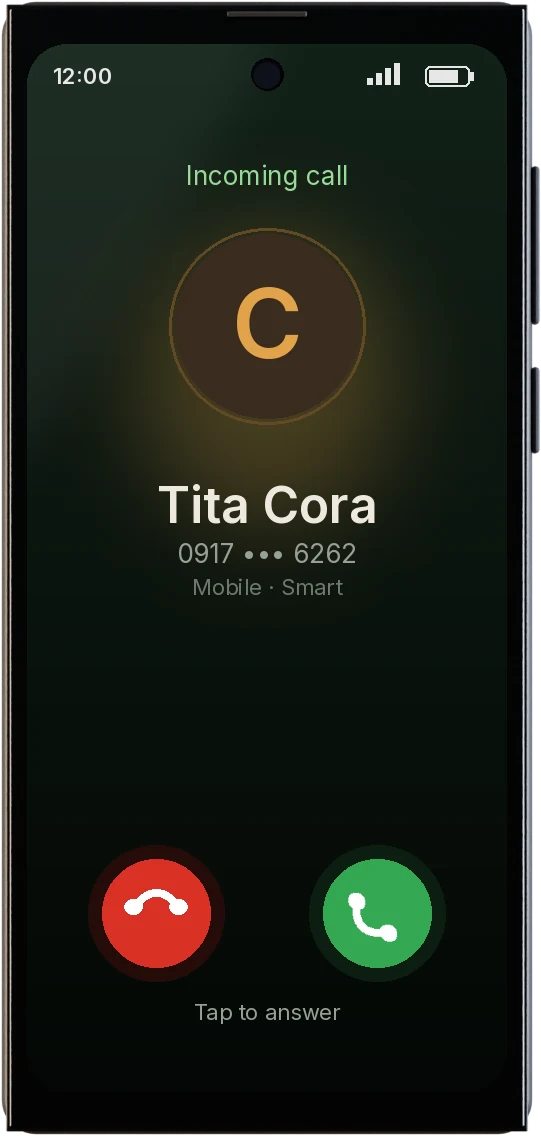 12:00
Incoming call
C
Tita Cora
0917 ••• 6262
Mobile · Smart
Tap to answer